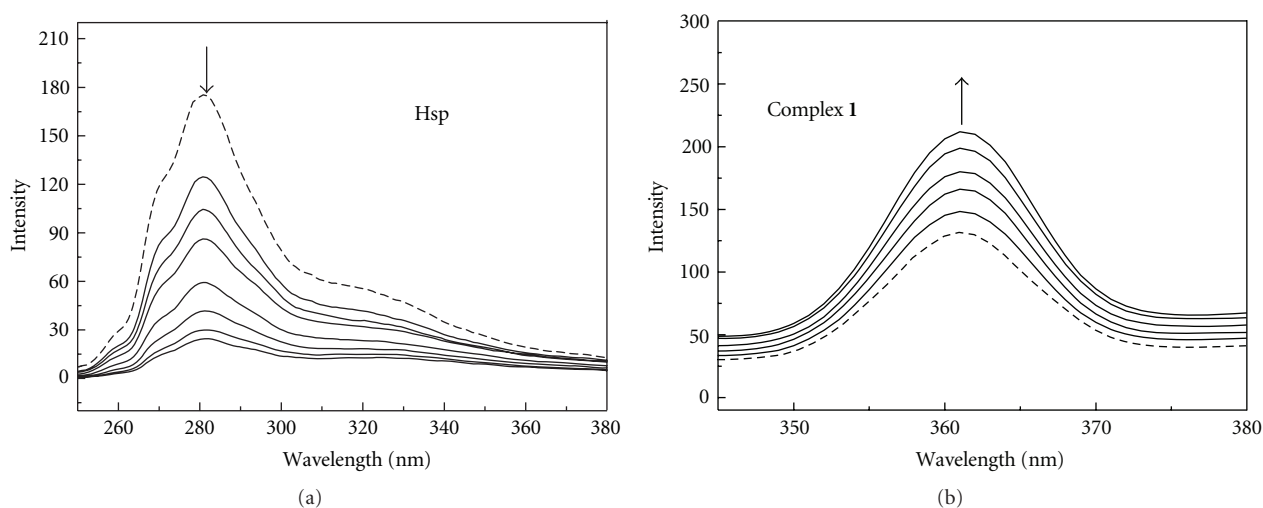 210
180
150
120
90
60
30
0
Intensity
Hsp
260 280 300 320 340 360 380
Wavelength (nm)
(a)
300
250
200
150
100
50
0
Intensity
Complex 1
350 360 370 380
Wavelength (nm)
(b)